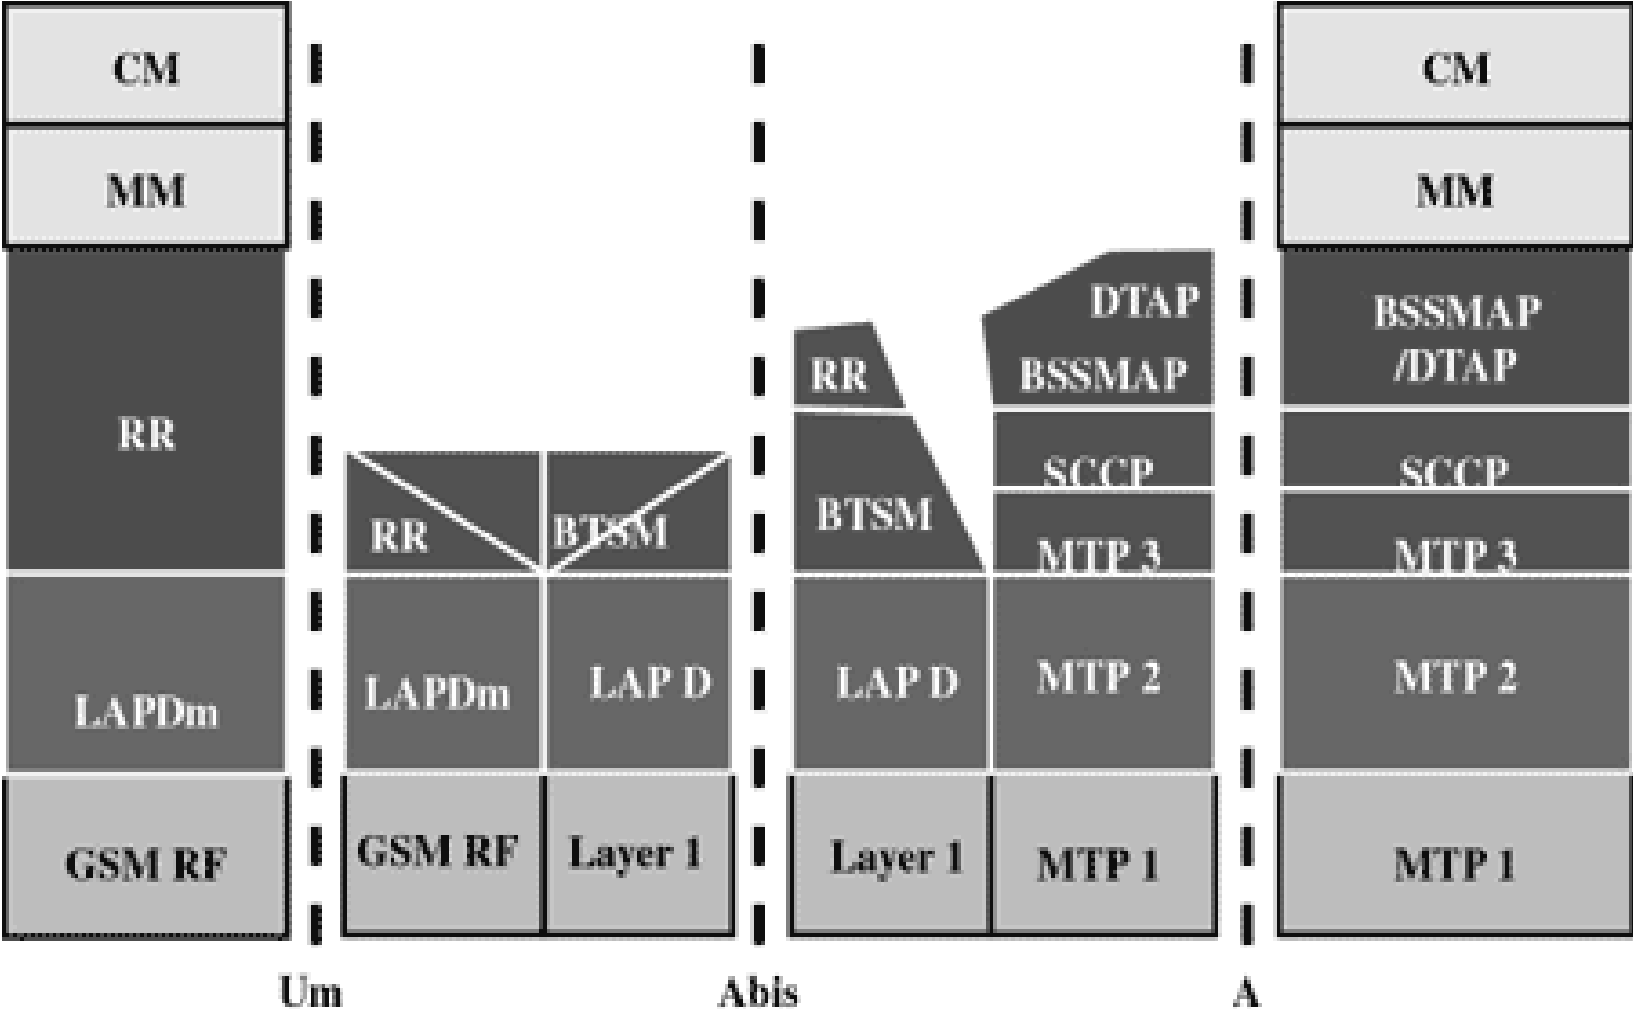 CM
MM
RR
LAPDm
GSM RF
RR
BTSM
LAPDm
LAP D
GSM RF
Layer 1
RR
BTSM
LAP D
Layer 1
DTAP
BSSMAP
SCCP
MTP 3
MTP 2
MTP 1
CM
MM
BSSMAP
/DTAP
SCCP
MTP 3
MTP 2
MTP 1
Um
Abis
A